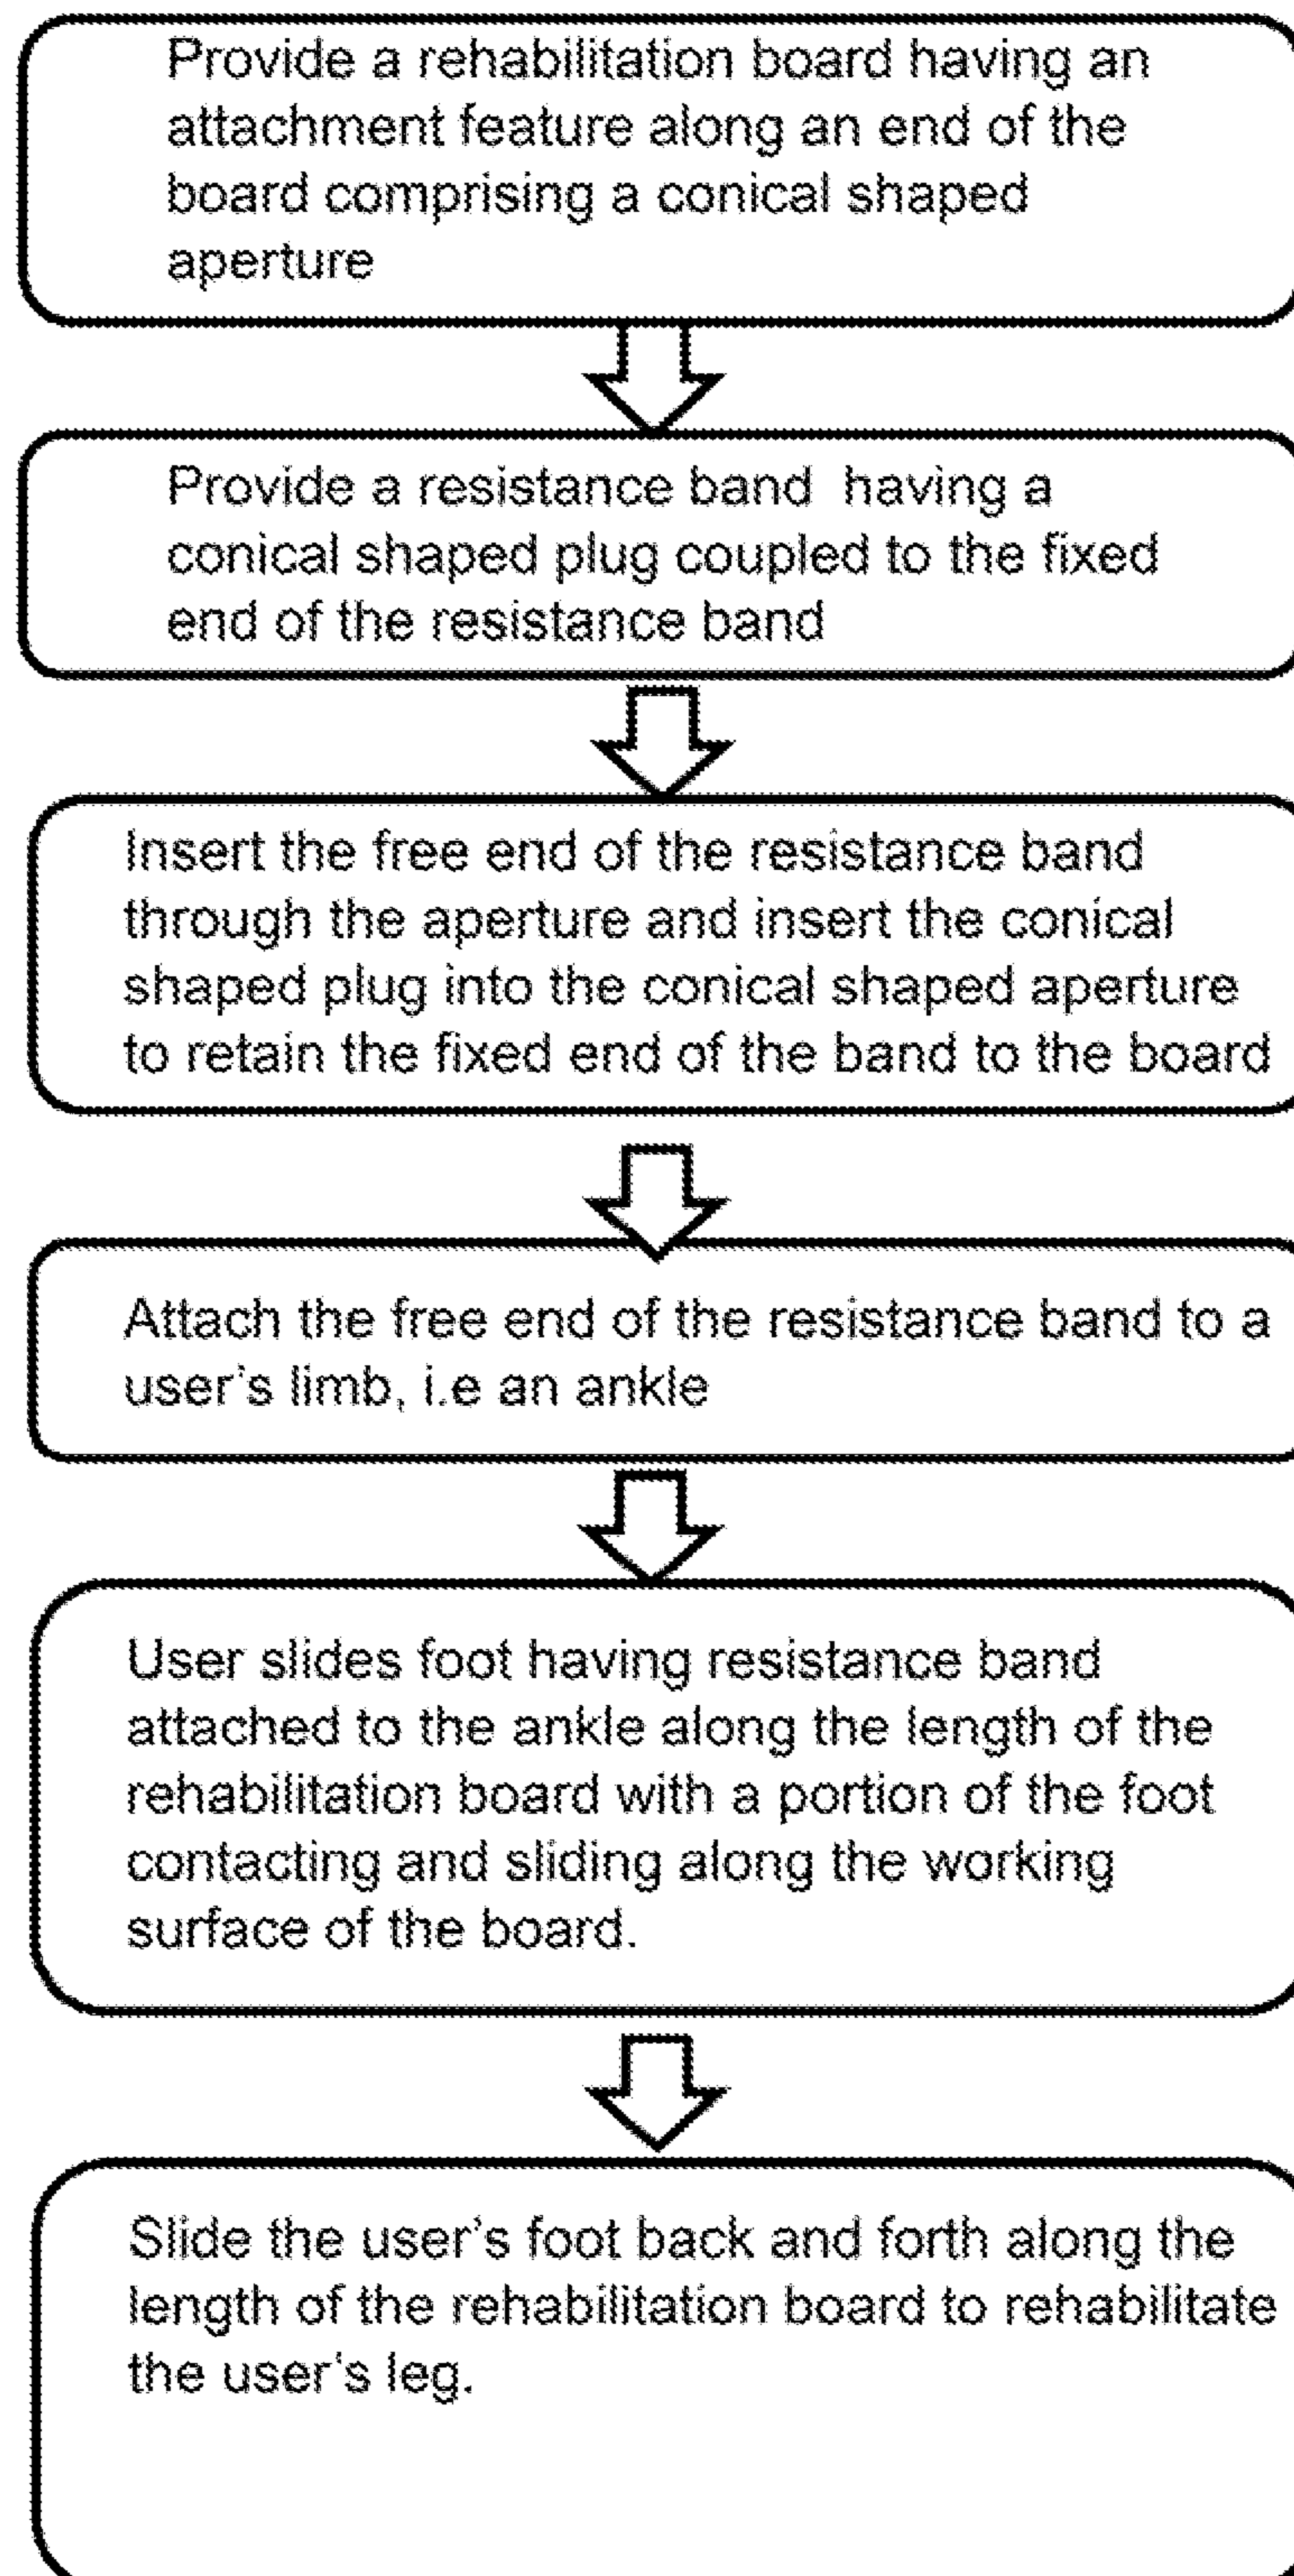 Provide a rehabilitation board having an
attachment feature along an end of the
board comprising a conical shaped
aperture
Provide a resistance band  having a
conical shaped plug coupled to the fixed
end of the resistance band
Insert the free end of the resistance band
through the aperture and insert the conical
shaped plug into the conical shaped aperture
to retain the fixed end of the band to the board
Attach the free end of the resistance band to a
user's limb, i.e an ankle
User slides foot having resistance band
attached to the ankle along the length of the
rehabilitation board with a portion of the foot
contacting and sliding along the working
surface of the board.
Slide the user's foot back and forth along the
length of the rehabilitation board to rehabilitate
the user's leg.